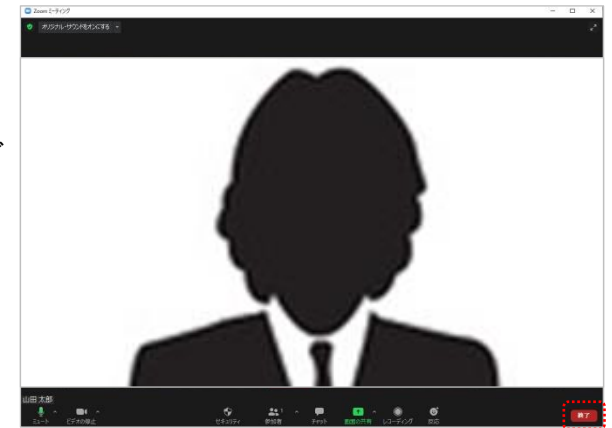 Zoom ミーティング
オリジナルサウンドをオンにする
山田 太郎
ミュート ビデオの停止 セキュリティ 参加者 1 チャット 画面の共有 レコーディング 反応 終了